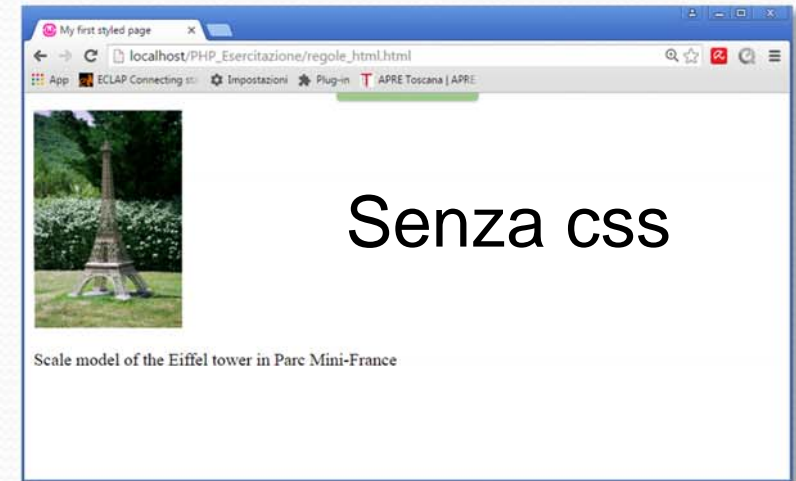 My first styled page
localhost/PHP_Esercitazione/regole_html.html
App ECLAP Connecting Impostazioni Plug-in APRE Toscana | APRE
Senza css
Scale model of the Eiffel tower in Parc Mini-France